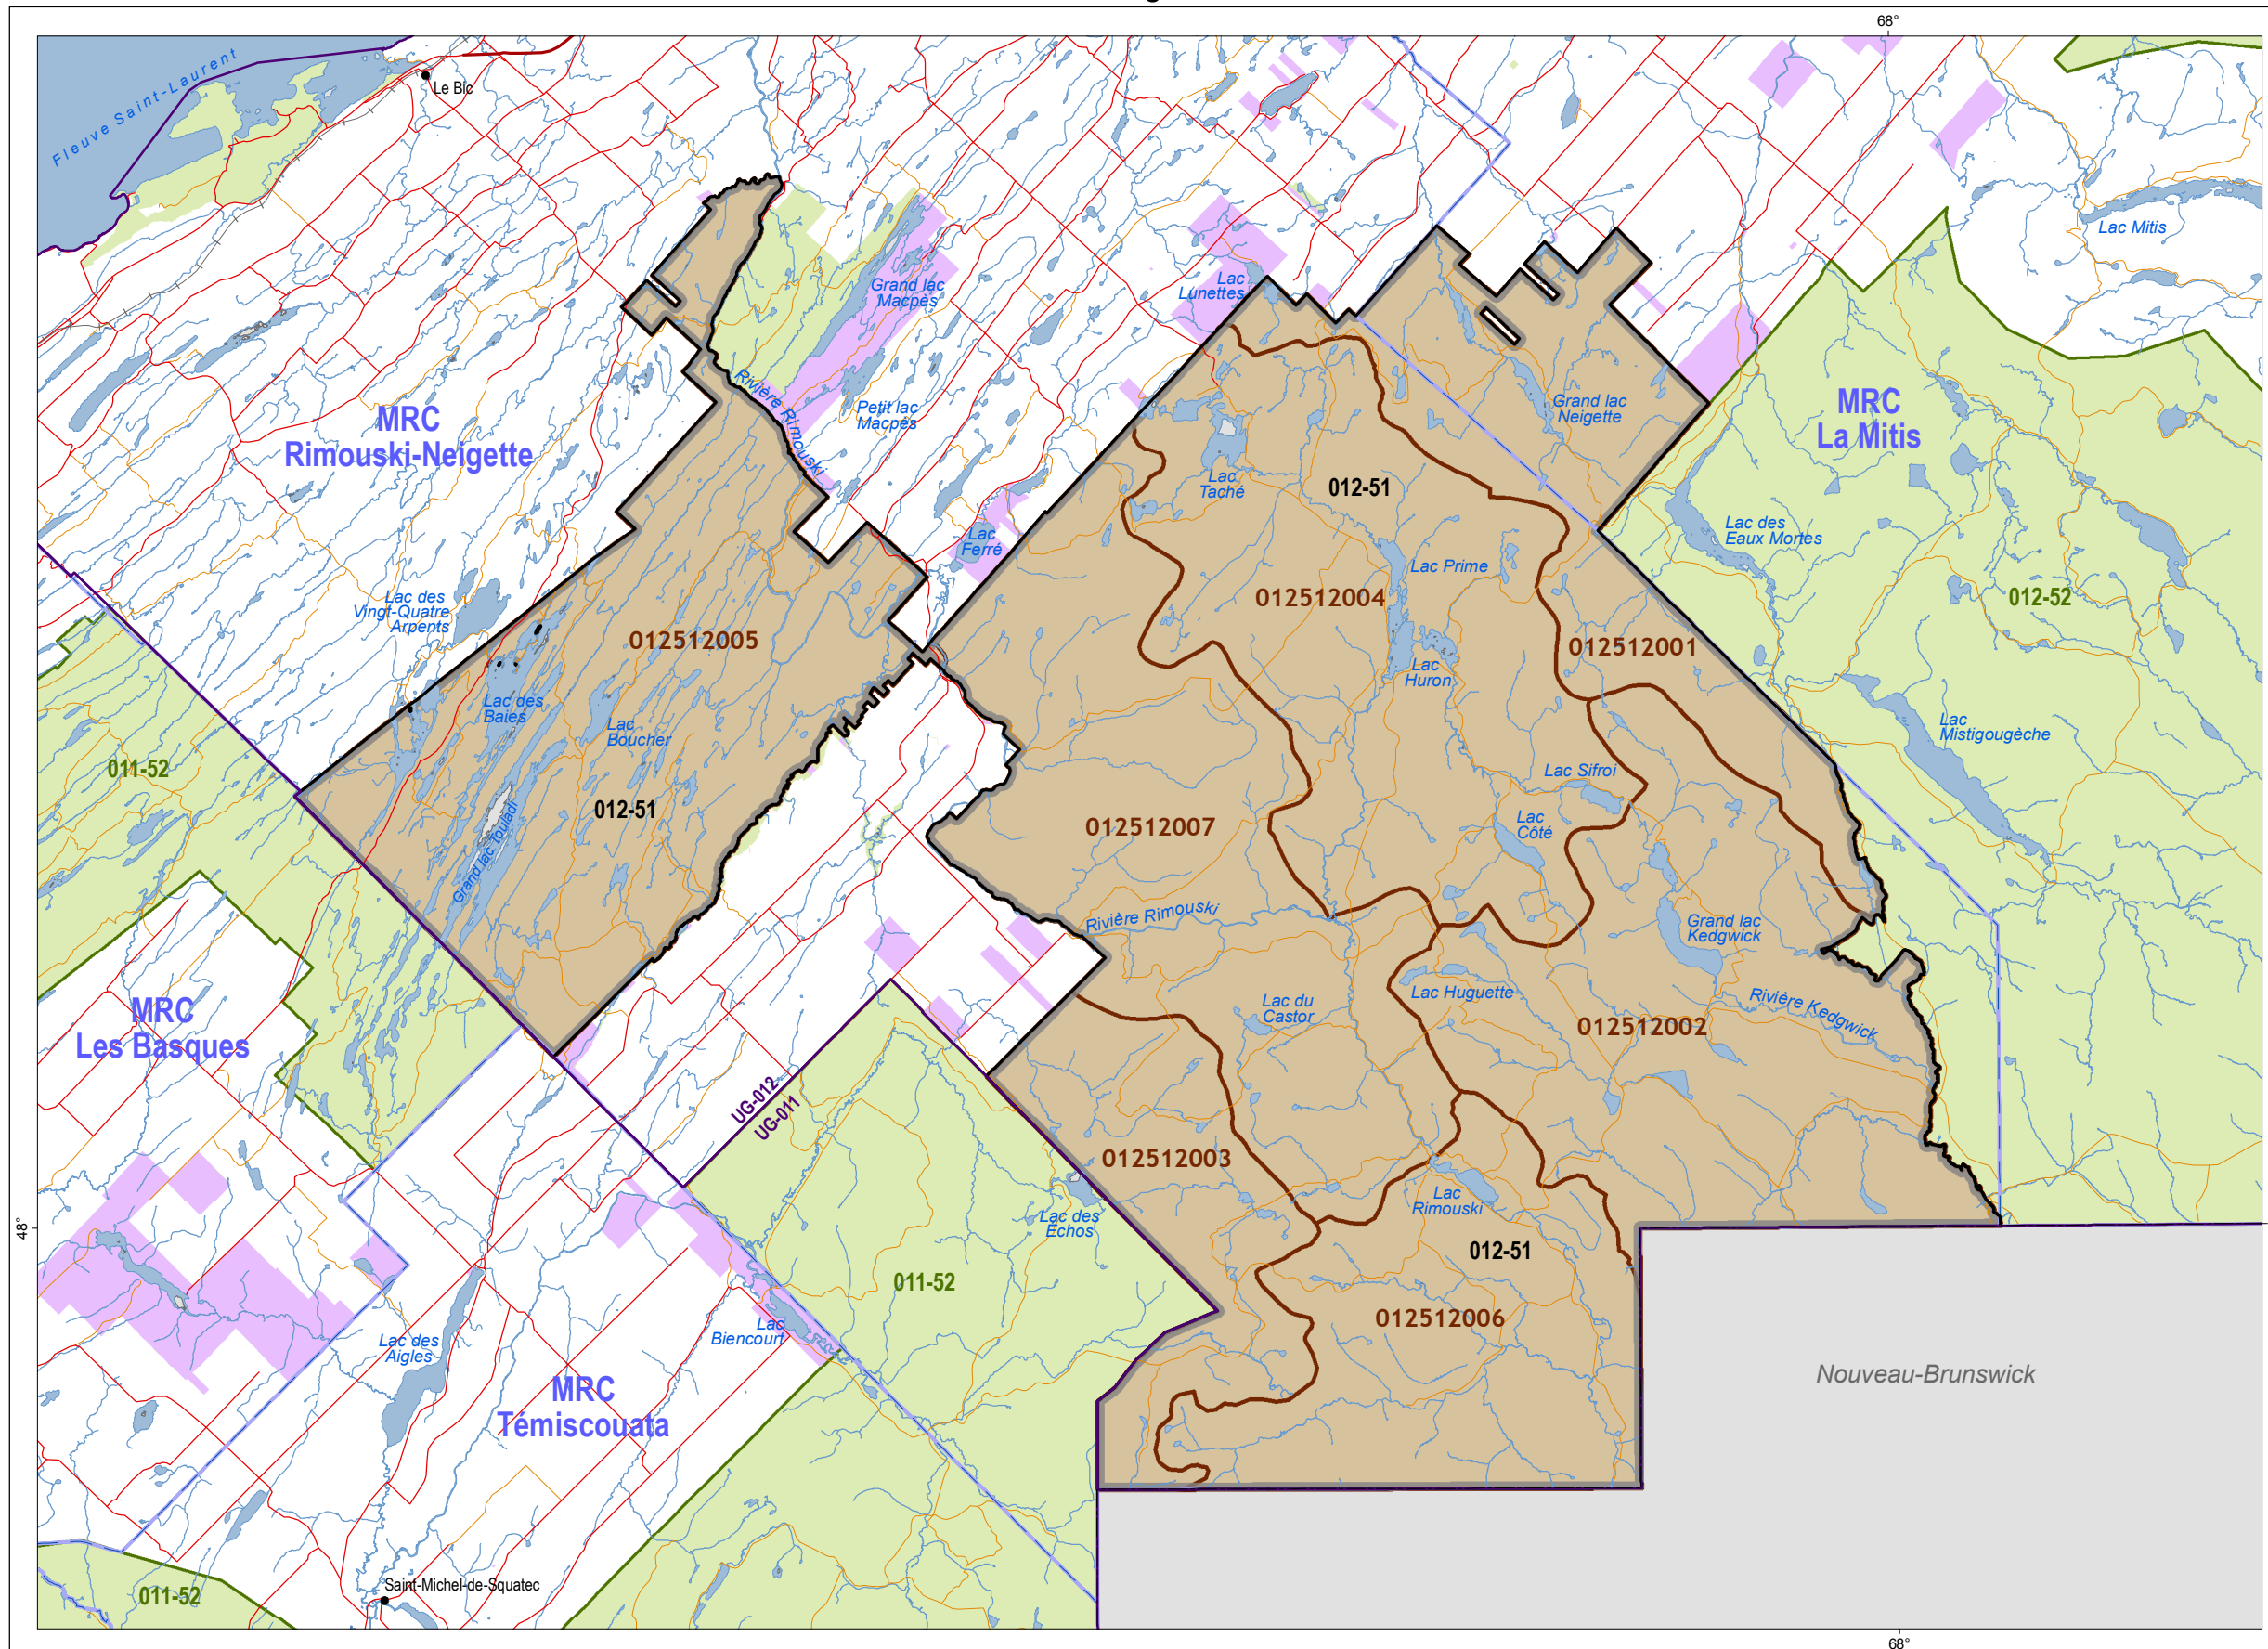 68°
Fleuve Saint-Laurent
Le Bic
Lac Mitis
Lac
Lunettes
Grand lac
Macpès
Rivière Rimouski
Petit lac
Macpès
Grand lac
Neigette
MRC
La Mitis
MRC
Rimouski-Neigette
Lac
Taché
012-51
Lac des
Eaux Mortes
Lac
Ferré
Lac Prime
012512004
012-52
Lac des
Vingt-Quatre
Arpents
012512005
012512001
Lac
Huron
Lac des
Baies
Lac
Boucher
Lac
Mistigougèche
011-52
Lac Sifroi
012-51
Grand lac Touladi
012512007
Lac
Côté
Rivière Rimouski
Grand lac
Kedgwick
Lac Huguette
Lac du
Castor
Rivière Kedgwick
012512002
MRC
Les Basques
UG-012
UG-011
012512003
Lac
Rimouski
Lac des
Échos
48°
012-51
011-52
012512006
Lac
Biencourt
Lac des
Aigles
Nouveau-Brunswick
MRC
Témiscouata
Saint-Michel-de-Squatec
011-52
68°